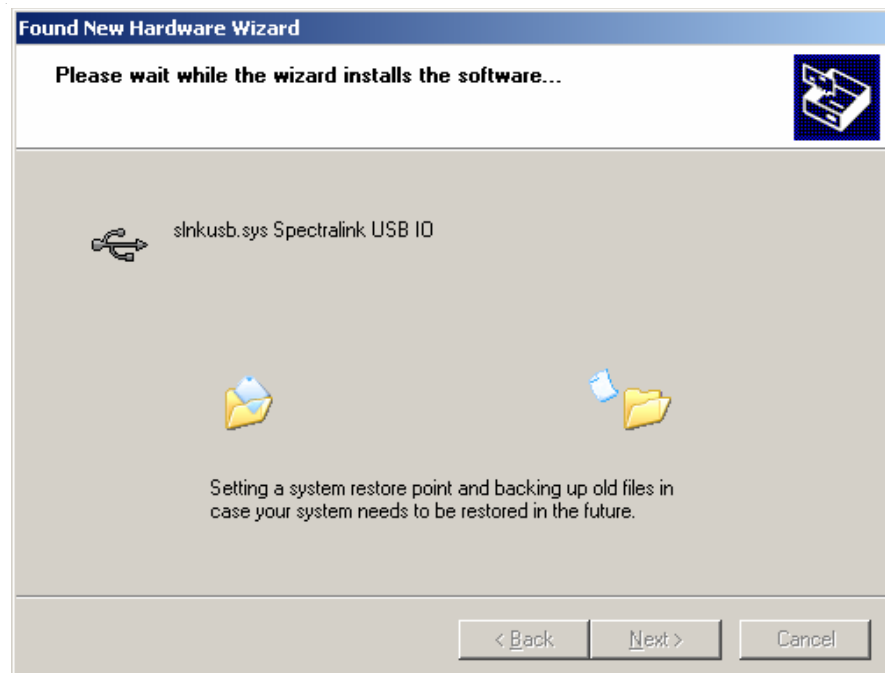 Found New Hardware Wizard
Please wait while the wizard installs the software...
slnkusb.sys Spectralink USB IO
Setting a system restore point and backing up old files in
case your system needs to be restored in the future.
< Back
Next >
Cancel